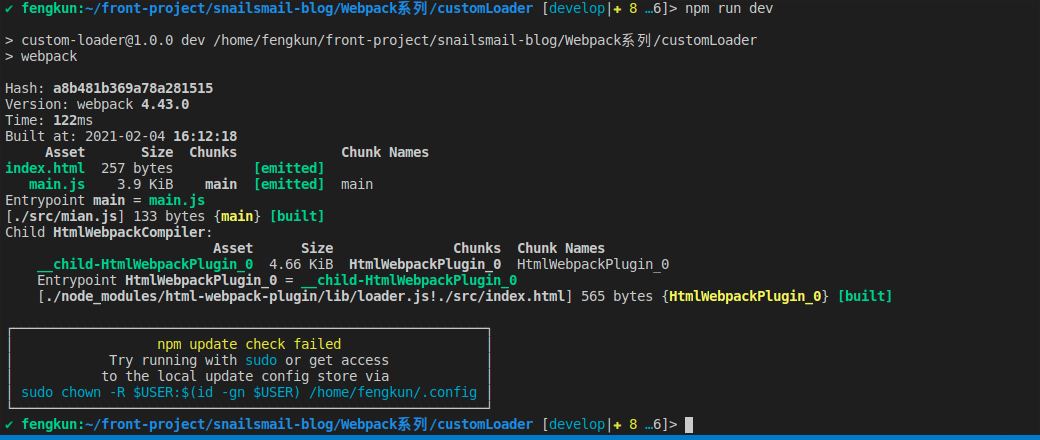 ✔ fengkun:~/front-project/snailsmail-blog/Webpack系列/customLoader [develop|✚ 8 …6]> npm run dev
> custom-loader@1.0.0 dev /home/fengkun/front-project/snailsmail-blog/Webpack系列/customLoader
> webpack
Hash: a8b481b369a78a281515
Version: webpack 4.43.0
Time: 122ms
Built at: 2021-02-04 16:12:18
Asset Size Chunks Chunk Names
index.html 257 bytes [emitted]
main.js 3.9 KiB main [emitted] main
Entrypoint main = main.js
[./src/mian.js] 133 bytes {main} [built]
Child HtmlWebpackCompiler:
Asset Size Chunks Chunk Names
__child-HtmlWebpackPlugin_0 4.66 KiB HtmlWebpackPlugin_0 HtmlWebpackPlugin_0
Entrypoint HtmlWebpackPlugin_0 = __child-HtmlWebpackPlugin_0
[./node_modules/html-webpack-plugin/lib/loader.js!./src/index.html] 565 bytes {HtmlWebpackPlugin_0} [built]
npm update check failed
Try running with sudo or get access
to the local update config store via
sudo chown -R $USER:$(id -gn $USER) /home/fengkun/.config
✔ fengkun:~/front-project/snailsmail-blog/Webpack系列/customLoader [develop|✚ 8 …6]>